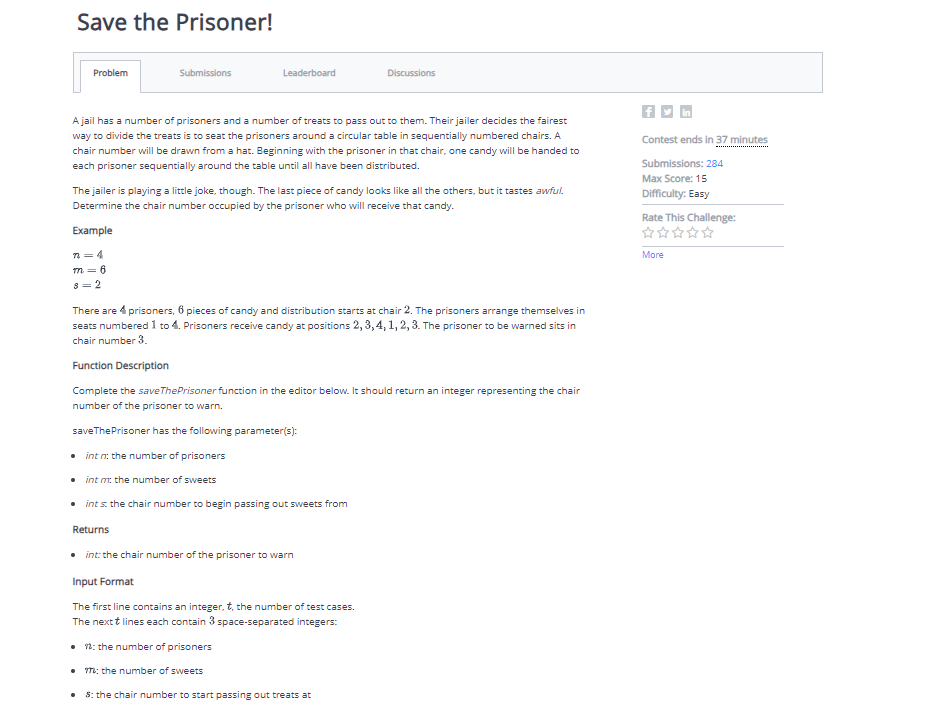 Save the Prisoner!
Problem
Submissions
Leaderboard
Discussions
A jail has a number of prisoners and a number of treats to pass out to them. Their jailer decides the fairest
way to divide the treats is to seat the prisoners around a circular table in sequentially numbered chairs. A
chair number will be drawn from a hat. Beginning with the prisoner in that chair, one candy will be handed to
each prisoner sequentially around the table until all have been distributed.
The jailer is playing a little joke, though. The last piece of candy looks like all the others, but it tastes awful.
Determine the chair number occupied by the prisoner who will receive that candy.
Example
n = 4
m = 6
s = 2
There are 4 prisoners, 6 pieces of candy and distribution starts at chair 2. The prisoners arrange themselves in
seats numbered 1 to 4. Prisoners receive candy at positions 2, 3, 4, 1, 2, 3. The prisoner to be warned sits in
chair number 3.
Function Description
Complete the saveThePrisoner function in the editor below. It should return an integer representing the chair
number of the prisoner to warn.
saveThePrisoner has the following parameter(s):
• int n: the number of prisoners
• int m: the number of sweets
• int s: the chair number to begin passing out sweets from
Returns
• int: the chair number of the prisoner to warn
Input Format
The first line contains an integer, t, the number of test cases.
The next t lines each contain 3 space-separated integers:
• n: the number of prisoners
• m: the number of sweets
• s: the chair number to start passing out treats at
f
in
Contest ends in 37 minutes
Submissions: 284
Max Score: 15
Difficulty: Easy
Rate This Challenge:
More